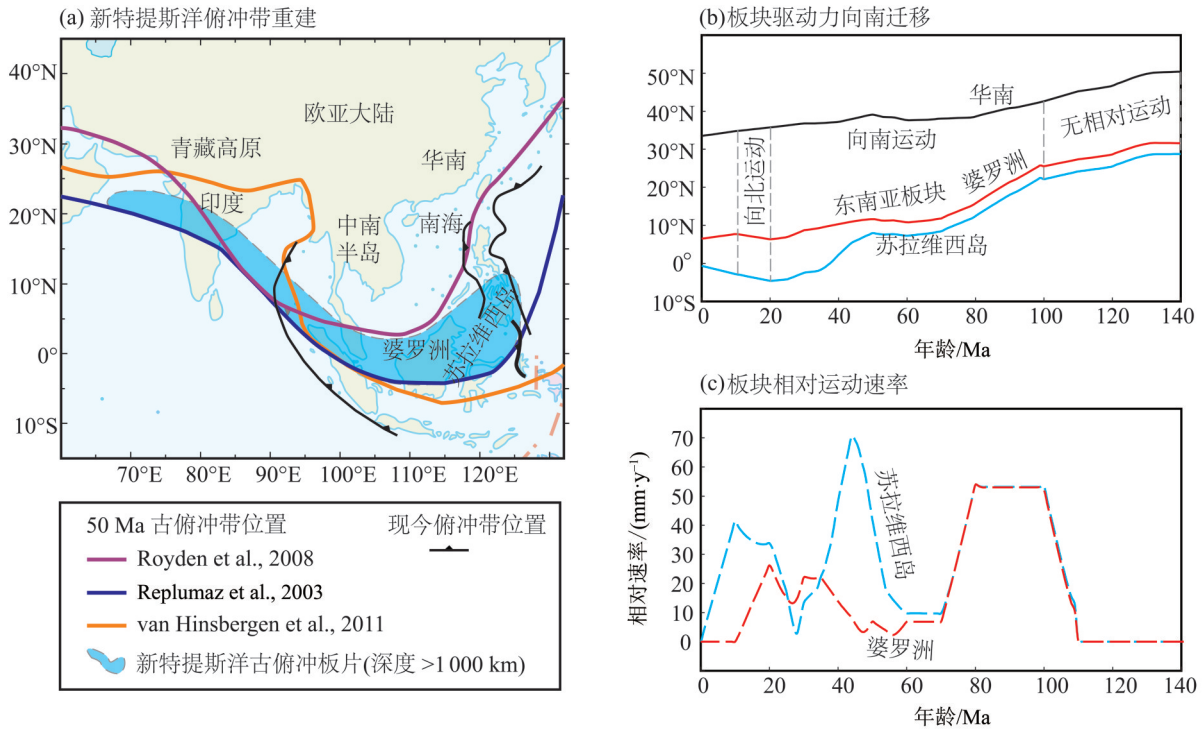 (a) 新特提斯洋俯冲带重建
40°N
30°N
20°N
10°N
0°
10°S
70°E
80°E
90°E
100°E
110°E
120°E
欧亚大陆
青藏高原
华南
印度
中南
半岛
南海
婆罗洲
苏拉维西岛
50 Ma 古俯冲带位置
现今俯冲带位置
Royden et al., 2008
Replumaz et al., 2003
van Hinsbergen et al., 2011
新特提斯洋古俯冲板片(深度 >1 000 km)
(b) 板块驱动力向南迁移
50°N
40°N
30°N
20°N
10°N
0°
10°S
华南
向南运动
无相对运动
向北运动
东南亚板块
婆罗洲
苏拉维西岛
0
20
40
60
80
100
120
140
年龄/Ma
(c) 板块相对运动速率
相对速率/(mm·y⁻¹)
70
60
50
40
30
20
10
0
苏拉维西岛
婆罗洲
0
20
40
60
80
100
120
140
年龄/Ma